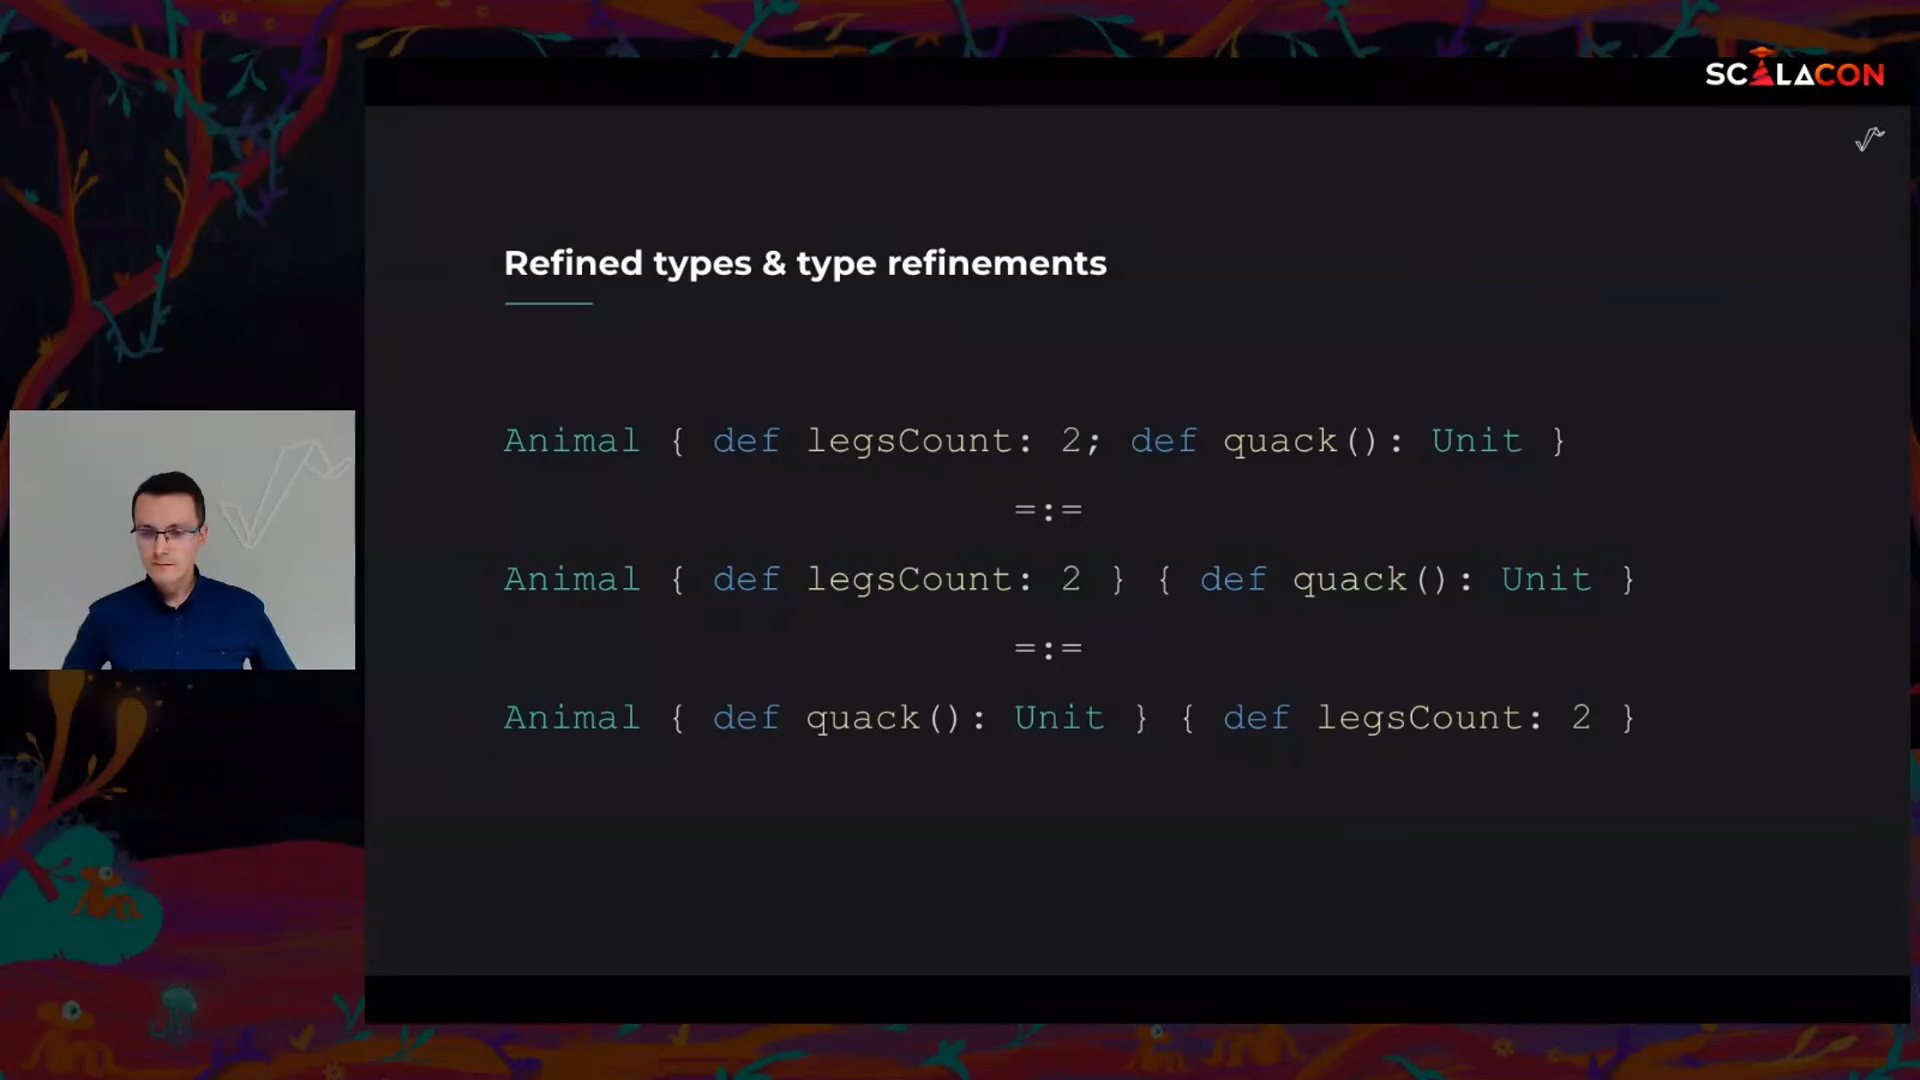 SCALACON
Refined types & type refinements
Animal { def legsCount: 2; def quack(): Unit }
=:=
Animal { def legsCount: 2 } { def quack(): Unit }
=:=
Animal { def quack(): Unit } { def legsCount: 2 }